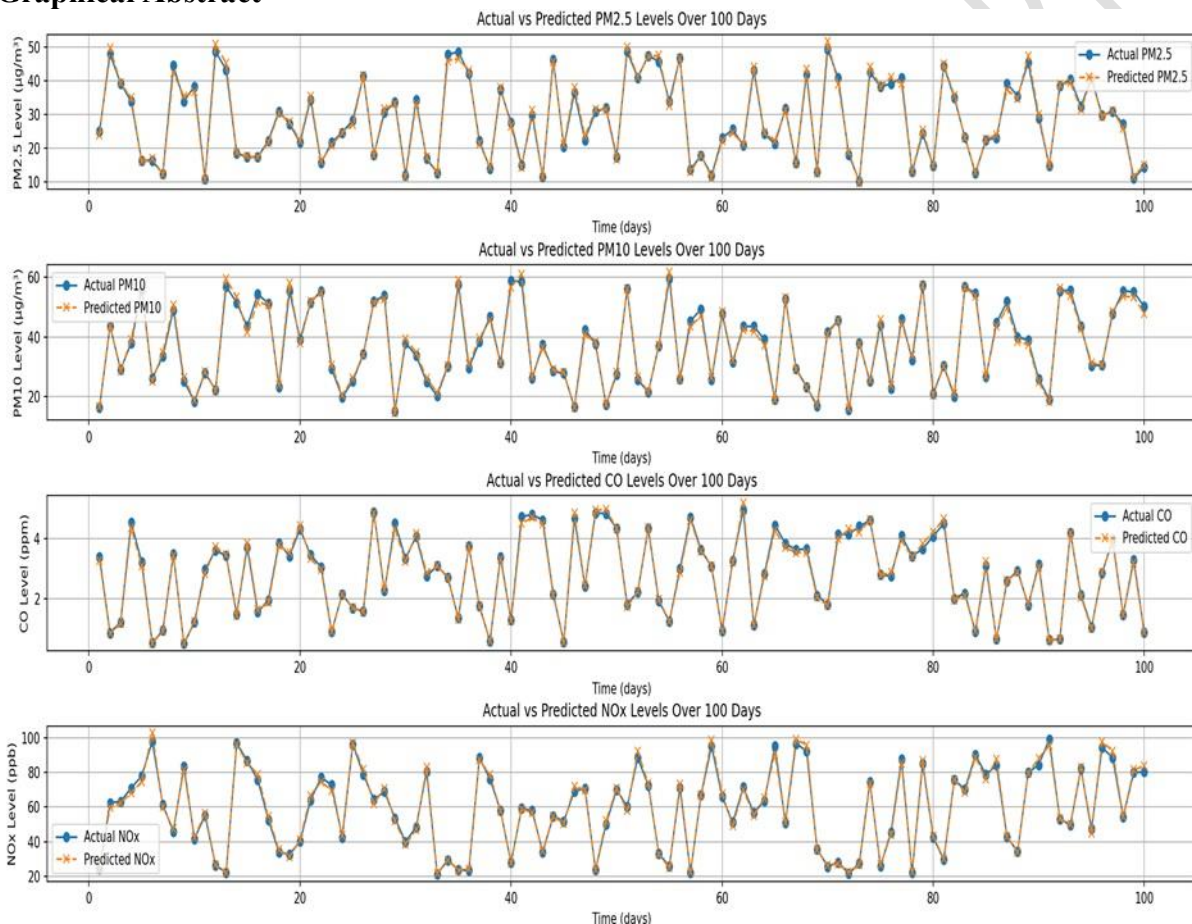 Graphical Abstract
Actual vs Predicted PM2.5 Levels Over 100 Days
PM2.5 Level (µg/m³)
50
40
30
20
10
Actual PM2.5
Predicted PM2.5
0 20 40 60 80 100
Time (days)
Actual vs Predicted PM10 Levels Over 100 Days
PM10 Level (µg/m³)
60
40
20
Actual PM10
Predicted PM10
0 20 40 60 80 100
Time (days)
Actual vs Predicted CO Levels Over 100 Days
CO Level (ppm)
4
2
Actual CO
Predicted CO
0 20 40 60 80 100
Time (days)
Actual vs Predicted NOx Levels Over 100 Days
NOx Level (ppb)
100
80
60
40
20
Actual NOx
Predicted NOx
0 20 40 60 80 100
Time (days)